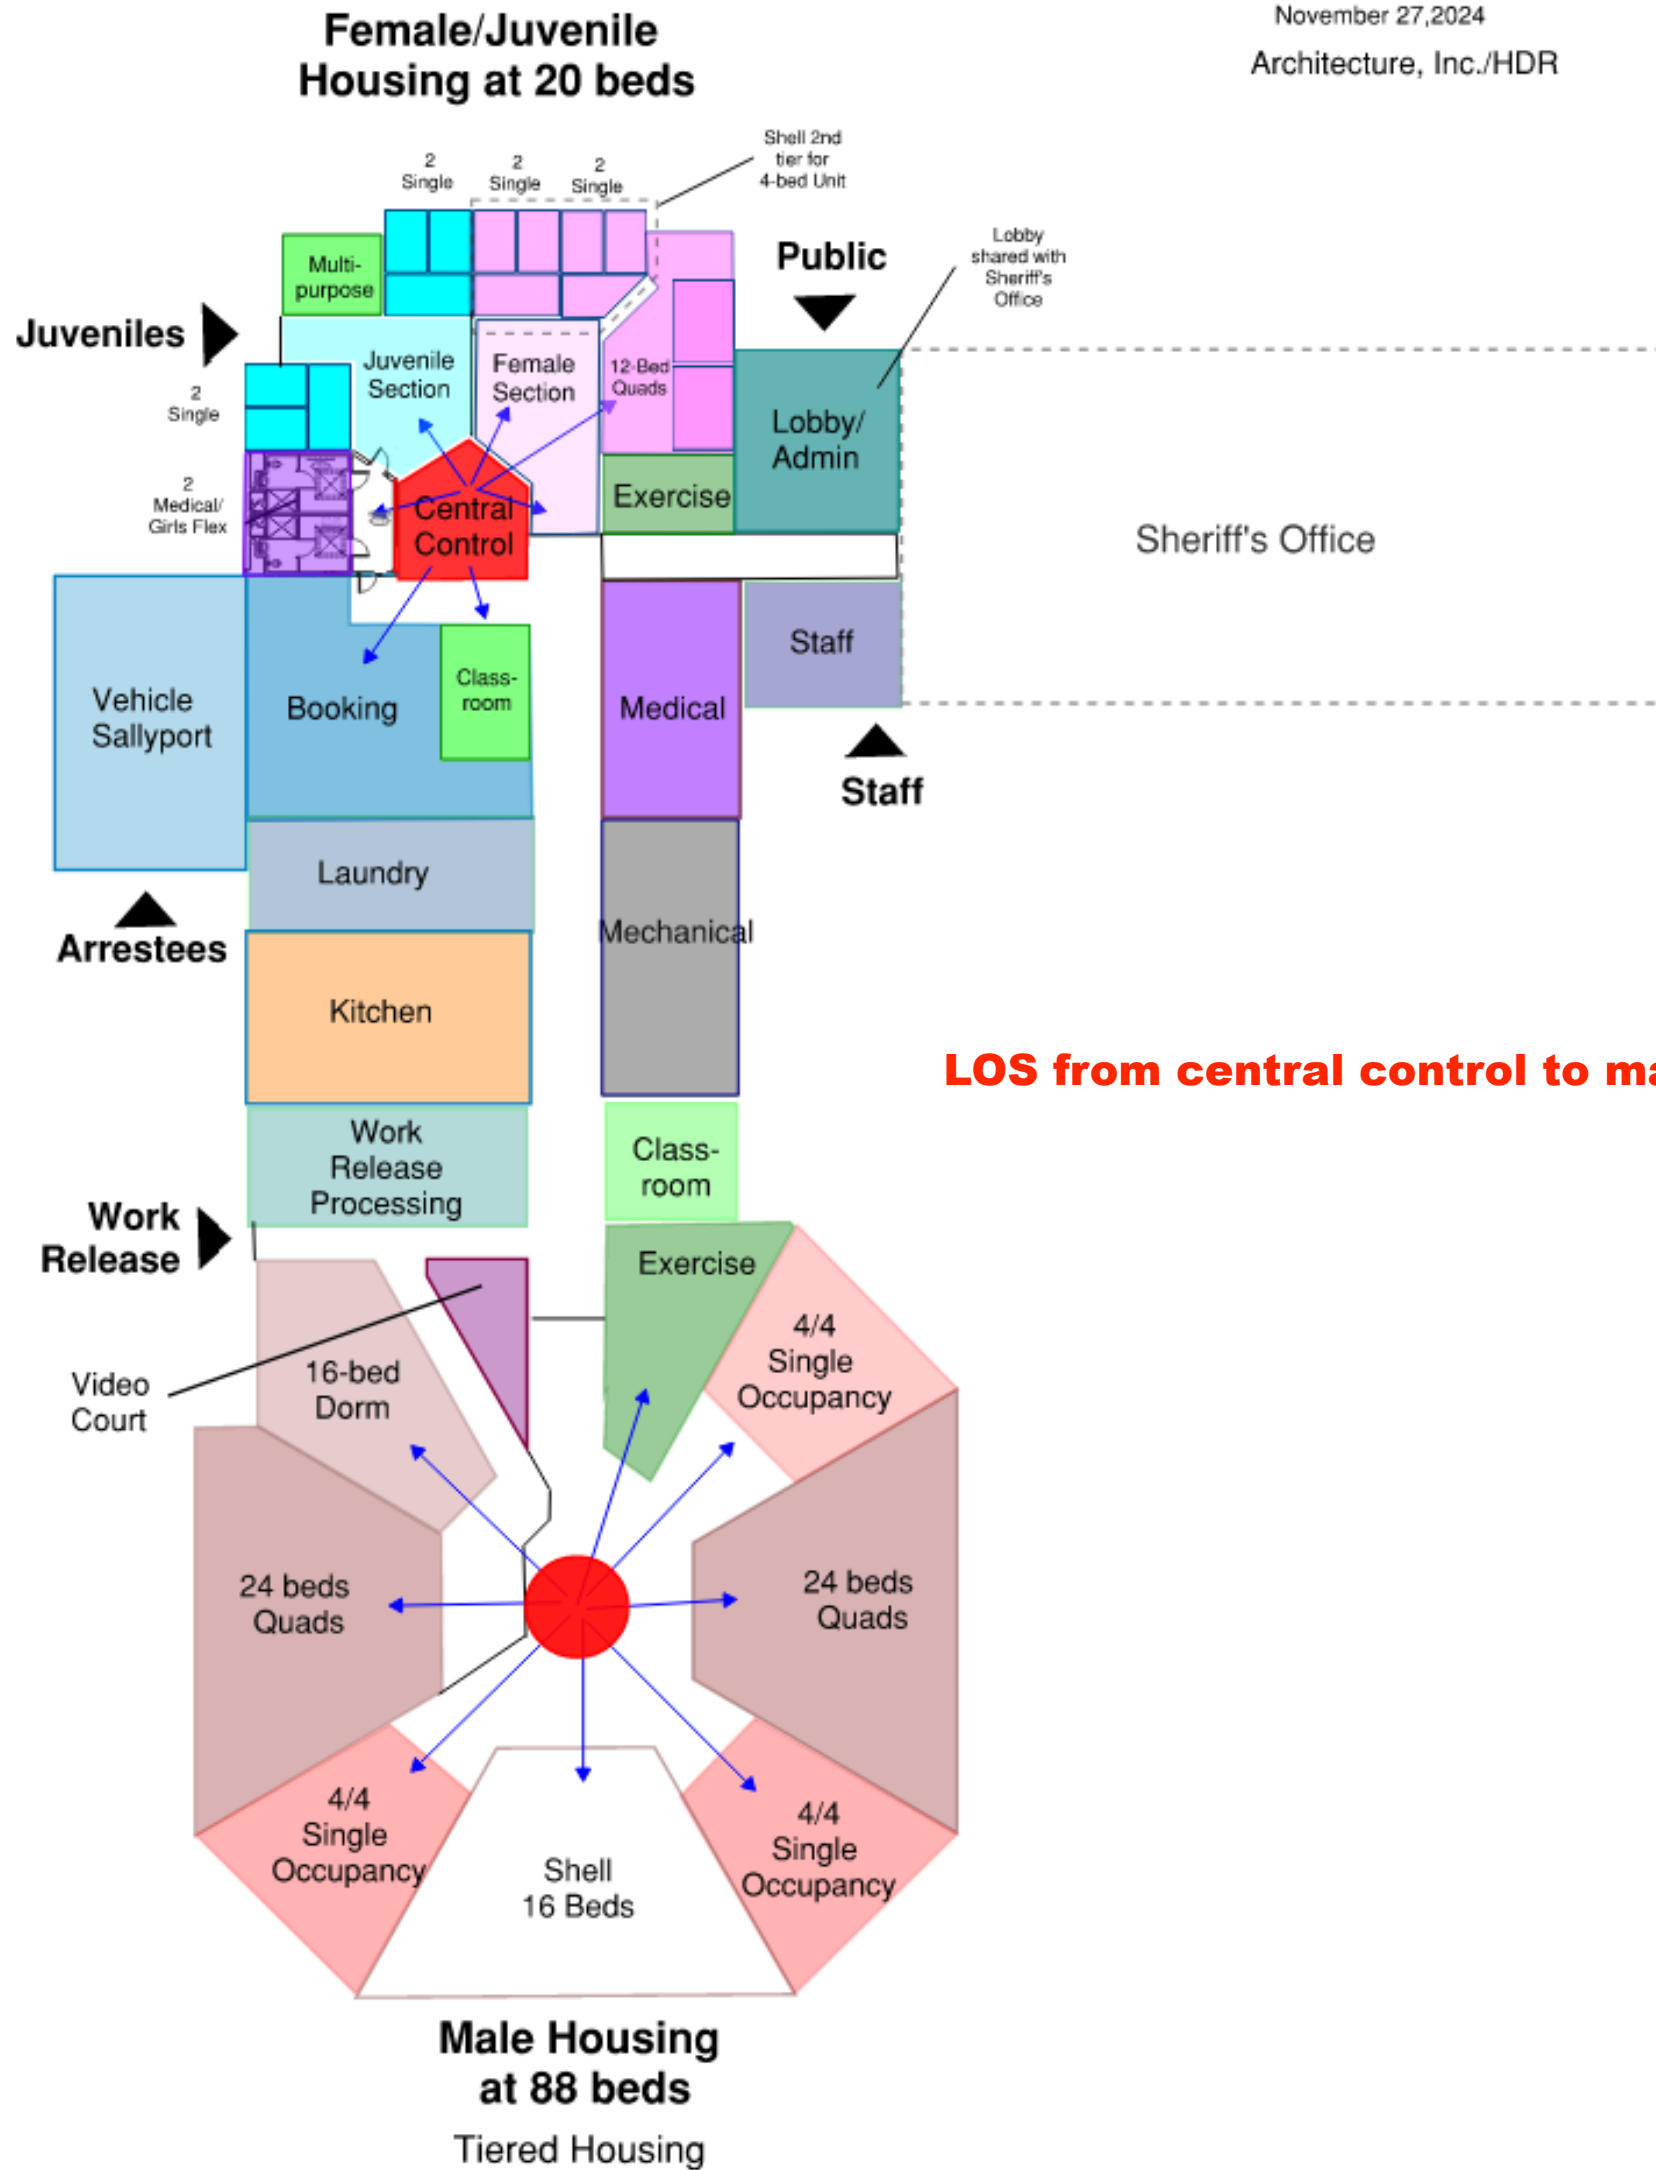 Female/Juvenile
Housing at 20 beds
November 27,2024
Architecture, Inc./HDR
Shell 2nd
tier for
4-bed Unit
2
Single
2
Single
2
Single
Lobby
shared with
Sheriff's
Office
Public
Multi-
purpose
Juveniles
Juvenile
Section
Female
Section
12-Bed
Quads
2
Single
Lobby/
Admin
2
Medical/
Girls Flex
Central
Control
Exercise
Sheriff's Office
Vehicle
Sallyport
Booking
Class-
room
Medical
Staff
Staff
Laundry
Arrestees
Mechanical
Kitchen
LOS from central control to ma
Work
Release
Processing
Class-
room
Work
Release
Exercise
4/4
Single
Occupancy
Video
Court
16-bed
Dorm
24 beds
Quads
24 beds
Quads
4/4
Single
Occupancy
4/4
Single
Occupancy
Shell
16 Beds
Male Housing
at 88 beds
Tiered Housing